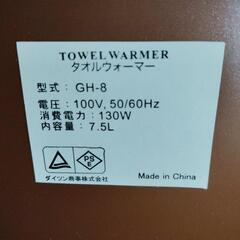 TOWEL WARMER
タオルウォーマー
型式: GH-8
電圧: 100V, 50/60Hz
消費電力: 130W
内容量: 7.5L
PS
E
ダイツン商事株式会社
Made in China